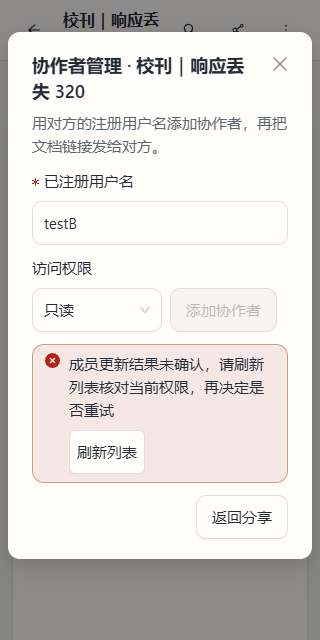 校刊｜响应丢
协作者管理 · 校刊｜响应丢
失 320
用对方的注册用户名添加协作者，再把
文档链接发给对方。
* 已注册用户名
testB
访问权限
只读
添加协作者
成员更新结果未确认，请刷新
列表核对当前权限，再决定是
否重试
刷新列表
返回分享